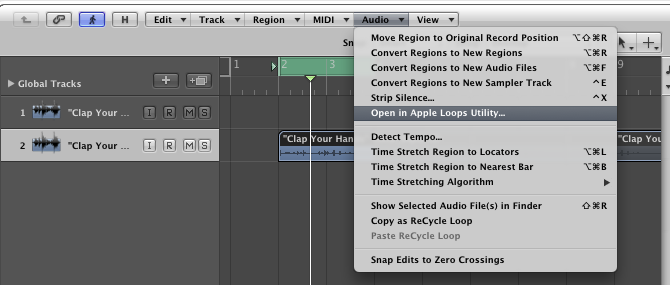 H Edit Track Region MIDI Audio View
Global Tracks
1 "Clap Your ... I R M S
2 "Clap Your ... I R M S
1 2 3 9
"Clap Your Han
"Clap Your
Move Region to Original Record Position ⌥⇧⌘R
Convert Regions to New Regions ⌥⌘R
Convert Regions to New Audio Files ⌥⌘F
Convert Regions to New Sampler Track ^E
Strip Silence... ^X
Open in Apple Loops Utility...
Detect Tempo...
Time Stretch Region to Locators ⌥⌘L
Time Stretch Region to Nearest Bar ⌥⌘B
Time Stretching Algorithm ▶
Show Selected Audio File(s) in Finder ⇧⌘R
Copy as ReCycle Loop
Paste ReCycle Loop
Snap Edits to Zero Crossings